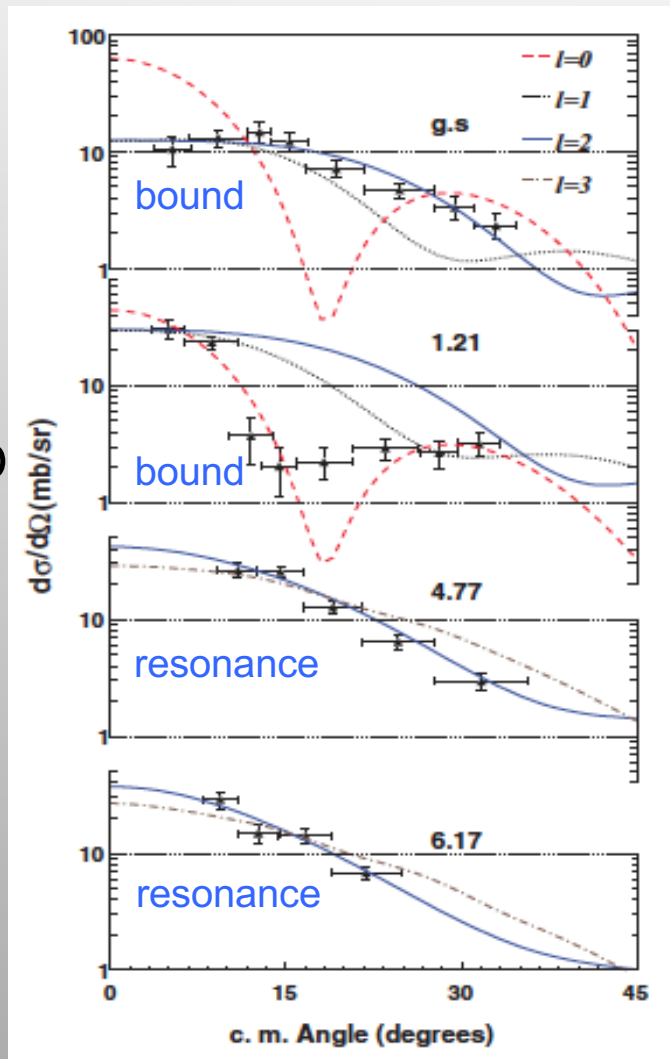 100
10
1
10
1
10
1
10
1
l=0
l=1
l=2
l=3
g.s
bound
1.21
bound
4.77
resonance
6.17
resonance
dσ/dΩ(mb/sr)
0 15 30 45
c. m. Angle (degrees)